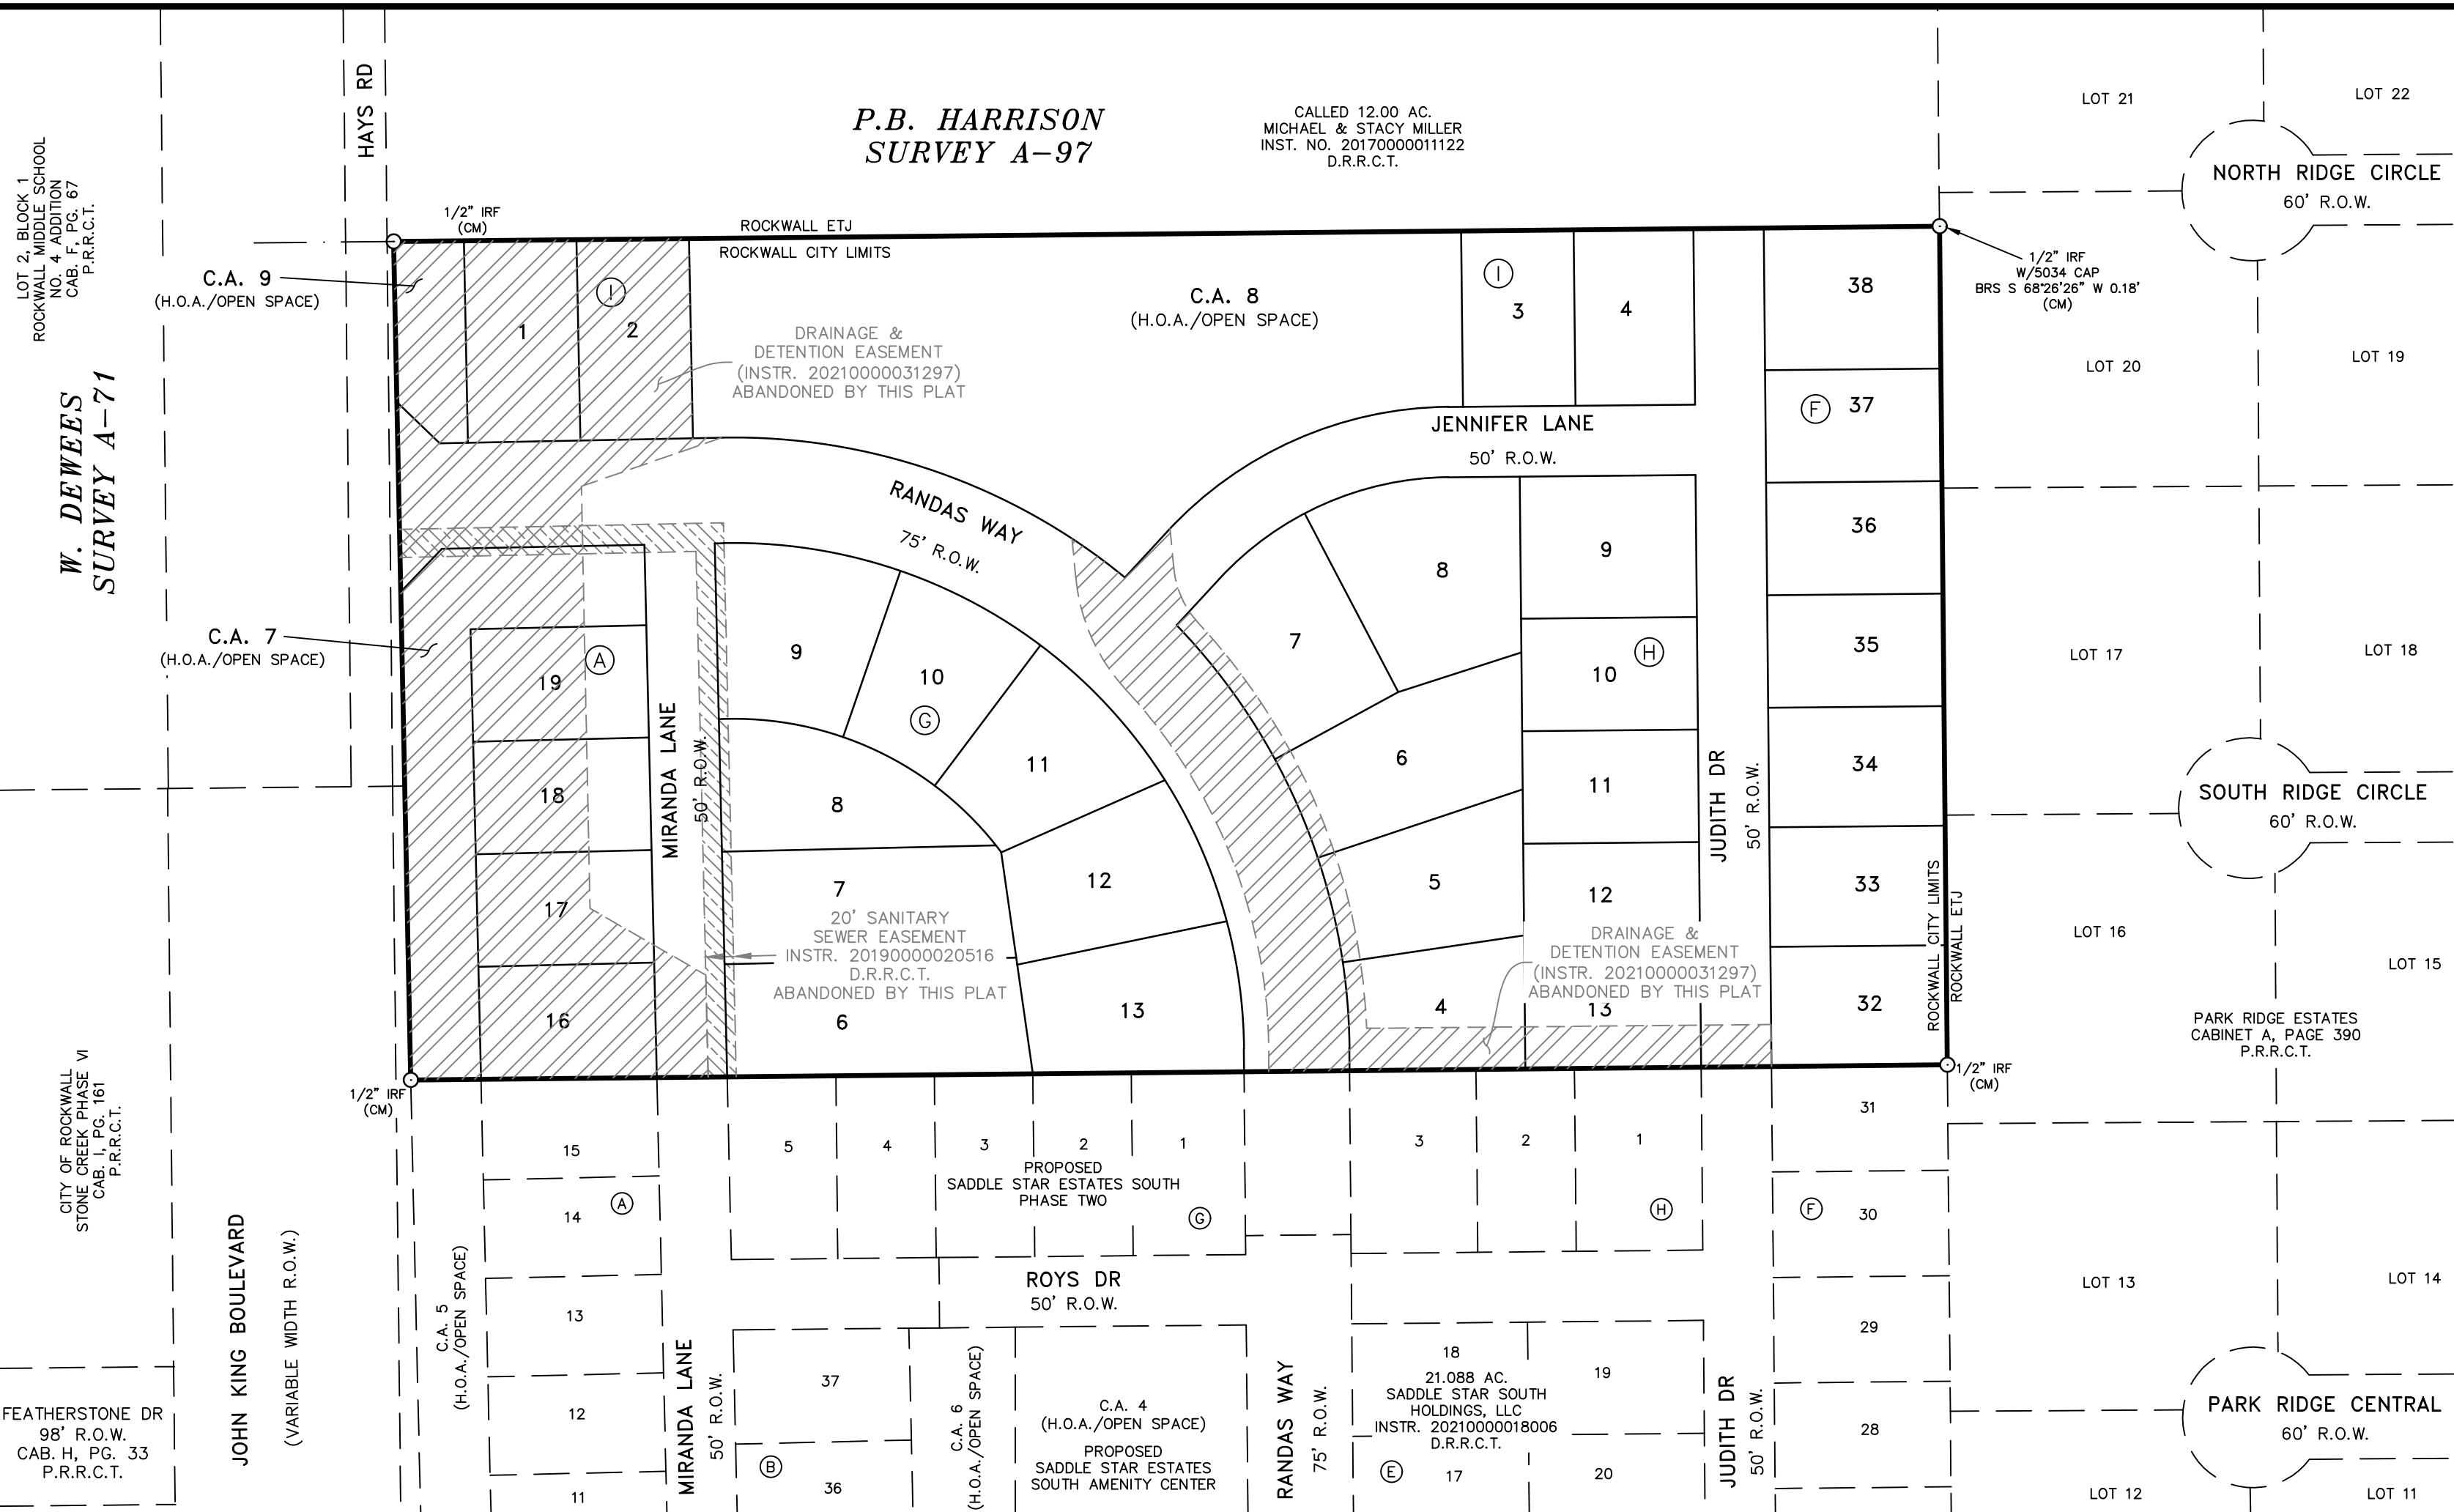 HAYS RD
P.B. HARRISON
SURVEY A-97
CALLED 12.00 AC.
MICHAEL & STACY MILLER
INST. NO. 20170000011122
D.R.R.C.T.
LOT 21
LOT 22
NORTH RIDGE CIRCLE
60' R.O.W.
LOT 2, BLOCK 1
ROCKWALL MIDDLE SCHOOL
NO. 4 ADDITION
CAB. F, PG. 67
P.R.R.C.T.
1/2" IRF
(CM)
ROCKWALL ETJ
ROCKWALL CITY LIMITS
1/2" IRF
W/5034 CAP
BRS S 68°26'26" W 0.18'
(CM)
C.A. 9
(H.O.A./OPEN SPACE)
1
I
2
DRAINAGE &
DETENTION EASEMENT
(INSTR. 20210000031297)
ABANDONED BY THIS PLAT
C.A. 8
(H.O.A./OPEN SPACE)
I
3
4
38
F
37
36
35
34
33
32
LOT 20
LOT 19
W. DEWEES
SURVEY A-71
JENNIFER LANE
50' R.O.W.
RANDAS WAY
75' R.O.W.
C.A. 7
(H.O.A./OPEN SPACE)
A
19
18
17
16
MIRANDA LANE
50' R.O.W.
9
10
G
11
8
12
7
20' SANITARY
SEWER EASEMENT
INSTR. 20190000020516
D.R.R.C.T.
ABANDONED BY THIS PLAT
6
13
7
8
9
10
H
6
11
5
12
DRAINAGE &
DETENTION EASEMENT
(INSTR. 20210000031297)
ABANDONED BY THIS PLAT
4
13
JUDITH DR
50' R.O.W.
ROCKWALL CITY LIMITS
ROCKWALL ETJ
LOT 17
LOT 18
SOUTH RIDGE CIRCLE
60' R.O.W.
LOT 16
LOT 15
PARK RIDGE ESTATES
CABINET A, PAGE 390
P.R.R.C.T.
1/2" IRF
(CM)
1/2" IRF
(CM)
CITY OF ROCKWALL
STONE CREEK PHASE VI
CAB. I, PG. 161
P.R.R.C.T.
15
14
A
13
12
11
5
4
3
2
1
PROPOSED
SADDLE STAR ESTATES SOUTH
PHASE TWO
G
3
2
1
H
31
F
30
29
28
ROYS DR
50' R.O.W.
JOHN KING BOULEVARD
(VARIABLE WIDTH R.O.W.)
C.A. 5
(H.O.A./OPEN SPACE)
MIRANDA LANE
50' R.O.W.
37
B
36
C.A. 6
(H.O.A./OPEN SPACE)
C.A. 4
(H.O.A./OPEN SPACE)
PROPOSED
SADDLE STAR ESTATES
SOUTH AMENITY CENTER
RANDAS WAY
75' R.O.W.
18
21.088 AC.
SADDLE STAR SOUTH
HOLDINGS, LLC
INSTR. 202100000018006
D.R.R.C.T.
E
17
19
20
JUDITH DR
50' R.O.W.
LOT 13
LOT 14
PARK RIDGE CENTRAL
60' R.O.W.
LOT 12
LOT 11
FEATHERSTONE DR
98' R.O.W.
CAB. H, PG. 33
P.R.R.C.T.